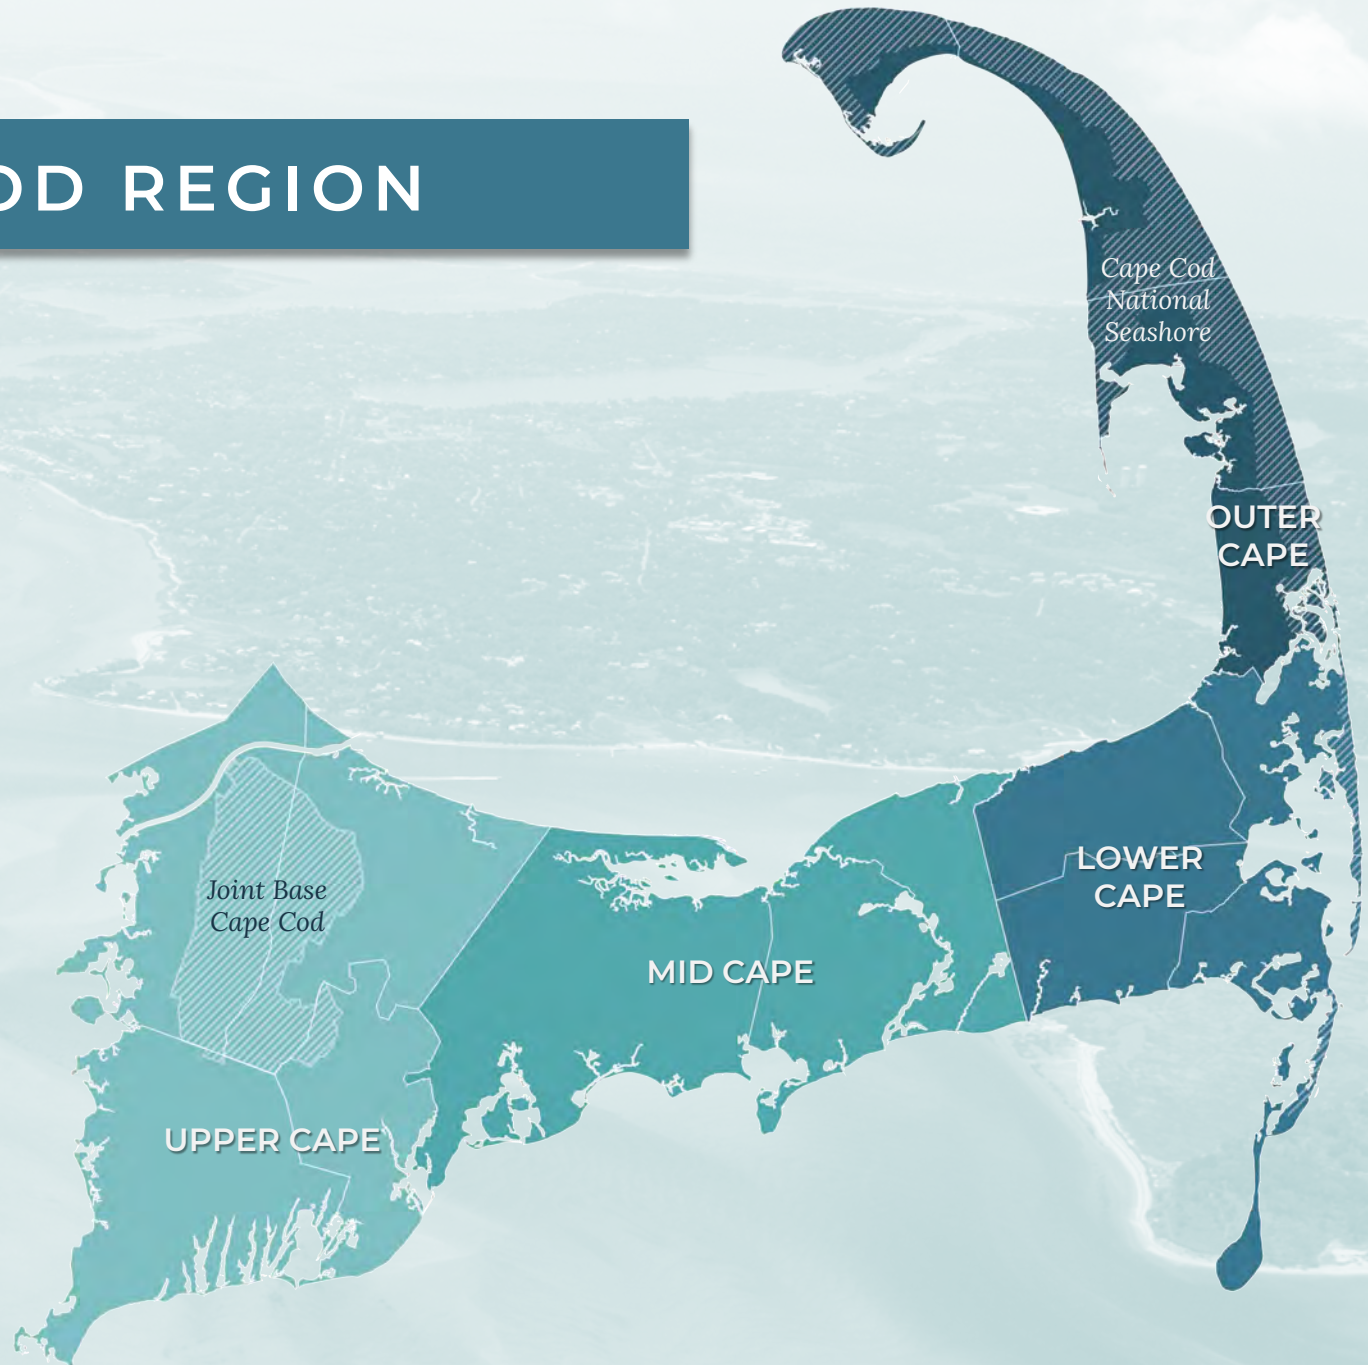 OD REGION
Cape Cod
National
Seashore
OUTER
CAPE
LOWER
CAPE
Joint Base
Cape Cod
MID CAPE
UPPER CAPE